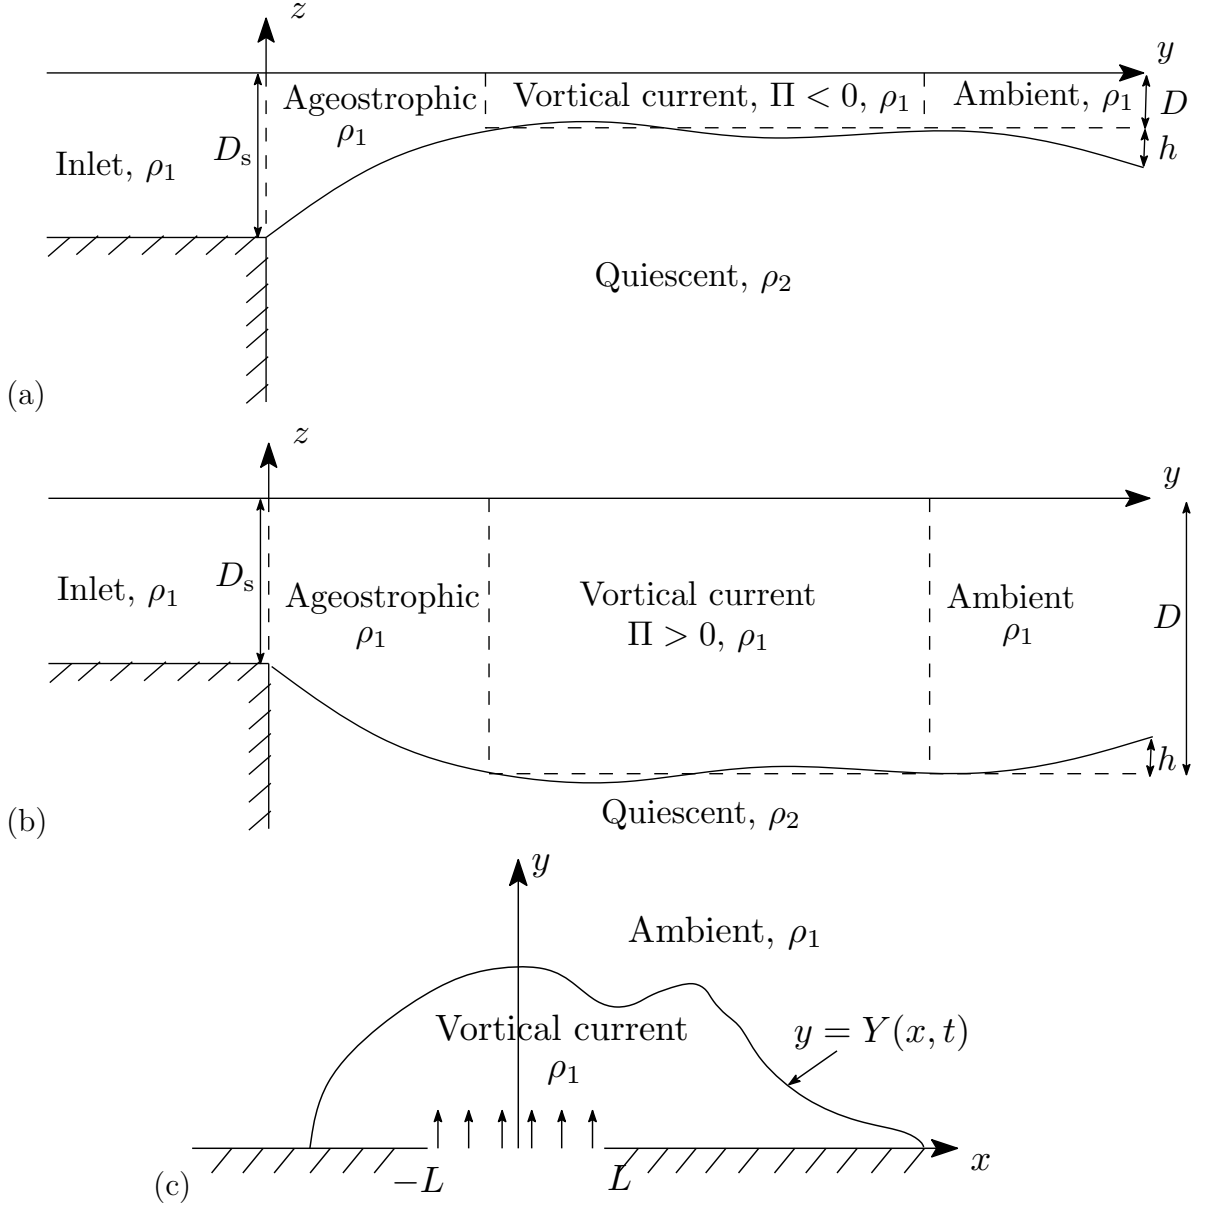 z
y
Ageostrophic
ρ₁
Vortical current, Π < 0, ρ₁
Ambient, ρ₁
D
Dₛ
Inlet, ρ₁
h
Quiescent, ρ₂
(a)
z
y
Inlet, ρ₁
Dₛ
Ageostrophic
ρ₁
Vortical current
Π > 0, ρ₁
Ambient
ρ₁
D
h
Quiescent, ρ₂
(b)
y
Ambient, ρ₁
Vortical current
ρ₁
y = Y(x, t)
−L
L
x
(c)